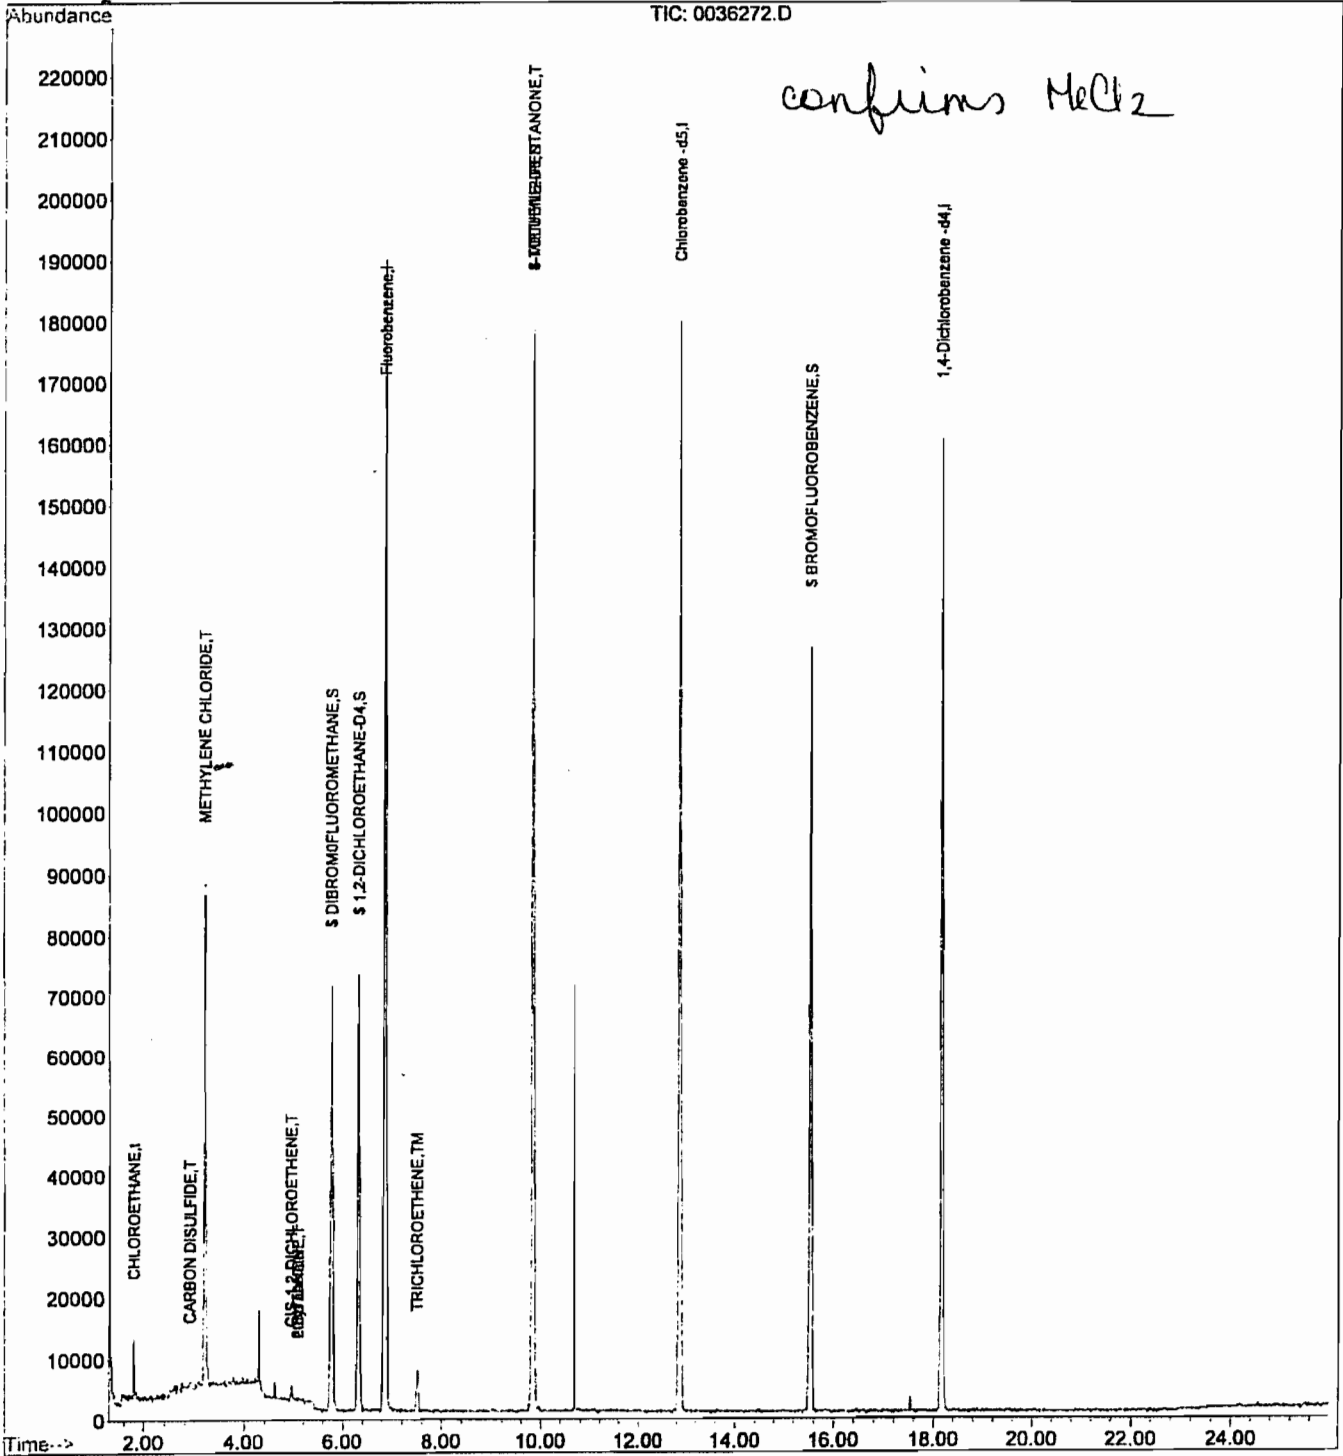 Abundance
TIC: 0036272.D
confirms MeCl2
220000
210000
200000
190000
180000
170000
160000
150000
140000
130000
120000
110000
100000
90000
80000
70000
60000
50000
40000
30000
20000
10000
0
CHLOROETHANE,t
CARBON DISULFIDE,T
METHYLENE CHLORIDE,T
CIS-1,2-DICHLOROETHENE,T
S DIBROMOFLUOROMETHANE,S
S 1,2-DICHLOROETHANE-D4,S
Fluorobenzene,I
TRICHLOROETHENE,TM
Chlorobenzene -d5,I
S BROMOFLUOROBENZENE,S
1,4-Dichlorobenzene -d4,I
Time--> 2.00 4.00 6.00 8.00 10.00 12.00 14.00 16.00 18.00 20.00 22.00 24.00